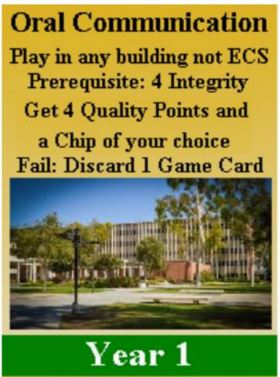 Oral Communication
Play in any building not ECS
Prerequisite: 4 Integrity
Get 4 Quality Points and
a Chip of your choice
Fail: Discard 1 Game Card
Year 1